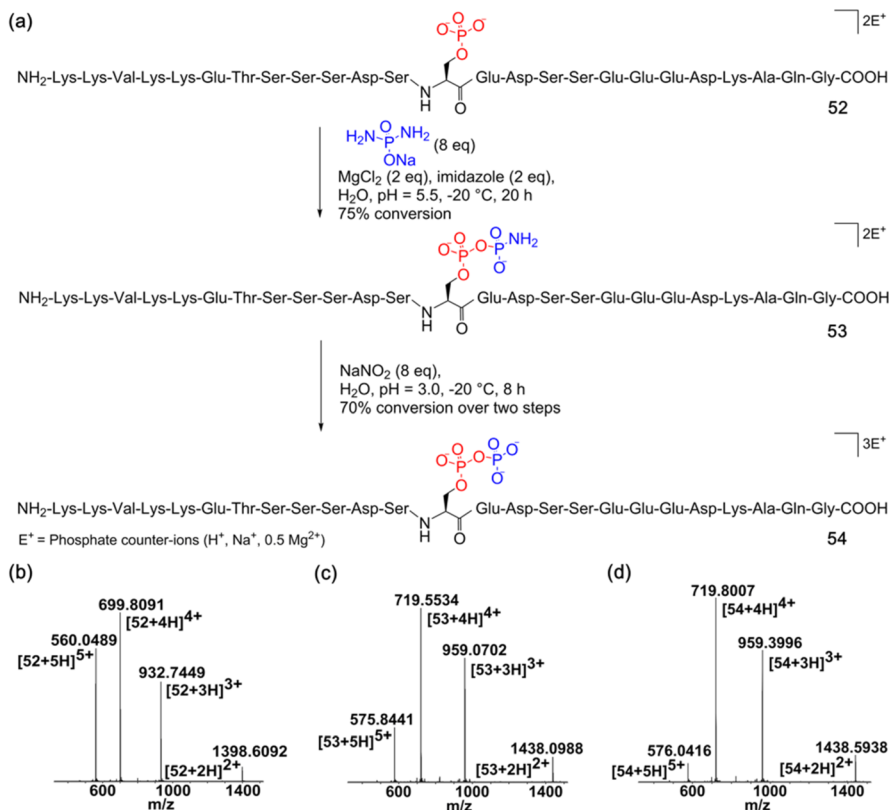 (a)
2E⁺
O⁻ O P O⁻ O
NH₂-Lys-Lys-Val-Lys-Lys-Glu-Thr-Ser-Ser-Ser-Asp-Ser N H O Glu-Asp-Ser-Ser-Glu-Glu-Glu-Asp-Lys-Ala-Gln-Gly-COOH
52
H₂N O P NH₂ ONa (8 eq)
MgCl₂ (2 eq), imidazole (2 eq),
H₂O, pH = 5.5, -20 °C, 20 h
75% conversion
2E⁺
O⁻ O P O O P NH₂ O⁻ O
NH₂-Lys-Lys-Val-Lys-Lys-Glu-Thr-Ser-Ser-Ser-Asp-Ser N H O Glu-Asp-Ser-Ser-Glu-Glu-Glu-Asp-Lys-Ala-Gln-Gly-COOH
53
NaNO₂ (8 eq),
H₂O, pH = 3.0, -20 °C, 8 h
70% conversion over two steps
3E⁺
O⁻ O P O O P O⁻ O⁻ O
NH₂-Lys-Lys-Val-Lys-Lys-Glu-Thr-Ser-Ser-Ser-Asp-Ser N H O Glu-Asp-Ser-Ser-Glu-Glu-Glu-Asp-Lys-Ala-Gln-Gly-COOH
E⁺ = Phosphate counter-ions (H⁺, Na⁺, 0.5 Mg²⁺)
54
(b)
699.8091
[52+4H]⁴⁺
560.0489
[52+5H]⁵⁺
932.7449
[52+3H]³⁺
1398.6092
[52+2H]²⁺
600 1000 1400
m/z
(c)
719.5534
[53+4H]⁴⁺
959.0702
[53+3H]³⁺
575.8441
[53+5H]⁵⁺
1438.0988
[53+2H]²⁺
600 1000 1400
m/z
(d)
719.8007
[54+4H]⁴⁺
959.3996
[54+3H]³⁺
576.0416
[54+5H]⁵⁺
1438.5938
[54+2H]²⁺
600 1000 1400
m/z